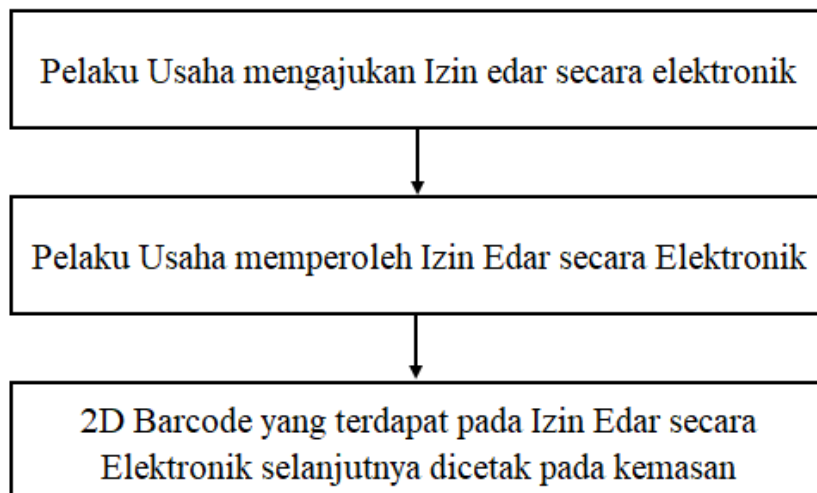 Pelaku Usaha mengajukan Izin edar secara elektronik
Pelaku Usaha memperoleh Izin Edar secara Elektronik
2D Barcode yang terdapat pada Izin Edar secara
Elektronik selanjutnya dicetak pada kemasan